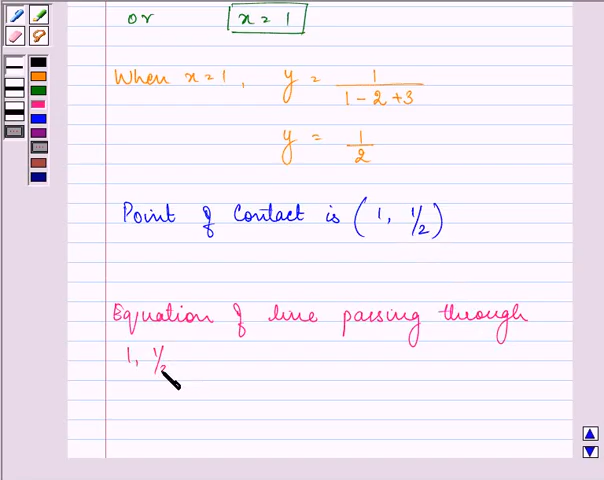 or x = 1
When x = 1, y = 1/(1 - 2 + 3)
y = 1/2
Point of Contact is (1, 1/2)
Equation of line passing through
1, 1/2